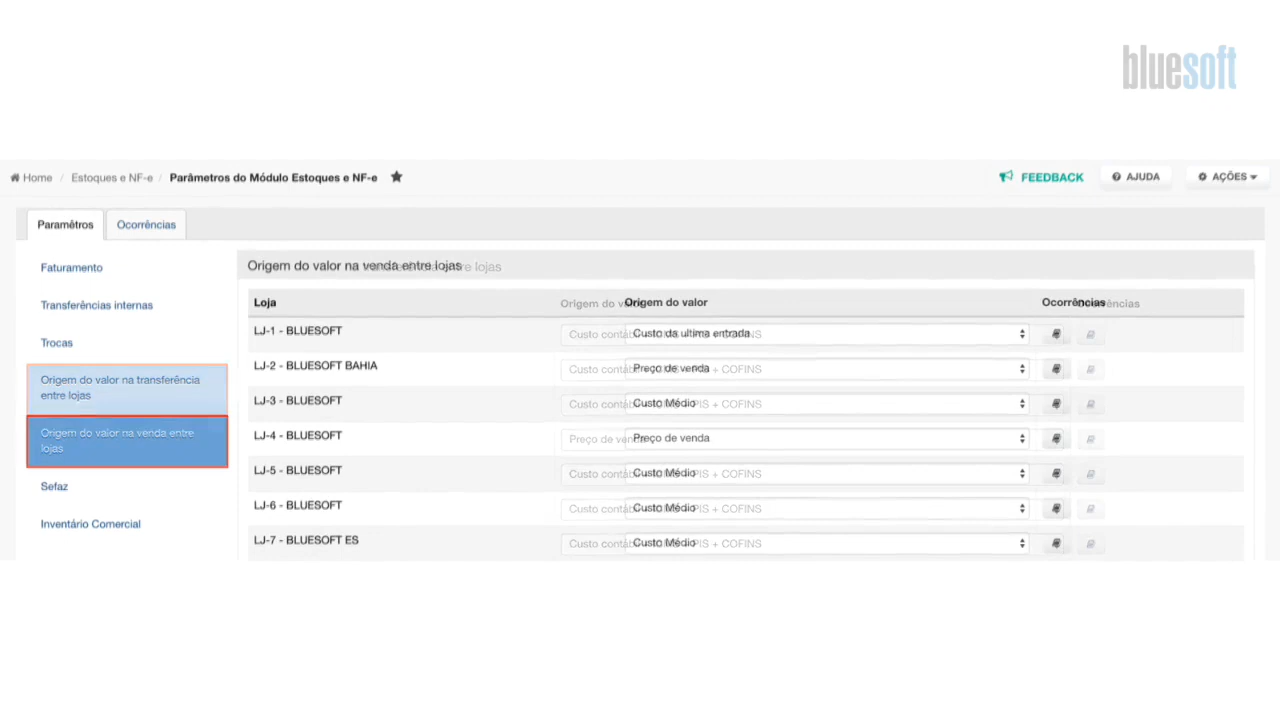 bluesoft
Home / Estoques e NF-e / Parâmetros do Módulo Estoques e NF-e
FEEDBACK
AJUDA
AÇÕES
Paramêtros
Ocorrências
Faturamento
Transferências internas
Trocas
Origem do valor na transferência
entre lojas
Origem do valor na venda entre
lojas
Sefaz
Inventário Comercial
Origem do valor na venda entre lojas
Loja Origem do valor Ocorrências
LJ-1 - BLUESOFT Custo da ultima entrada
LJ-2 - BLUESOFT BAHIA Preço de venda
LJ-3 - BLUESOFT Custo Médio
LJ-4 - BLUESOFT Preço de venda
LJ-5 - BLUESOFT Custo Médio
LJ-6 - BLUESOFT Custo Médio
LJ-7 - BLUESOFT ES Custo Médio